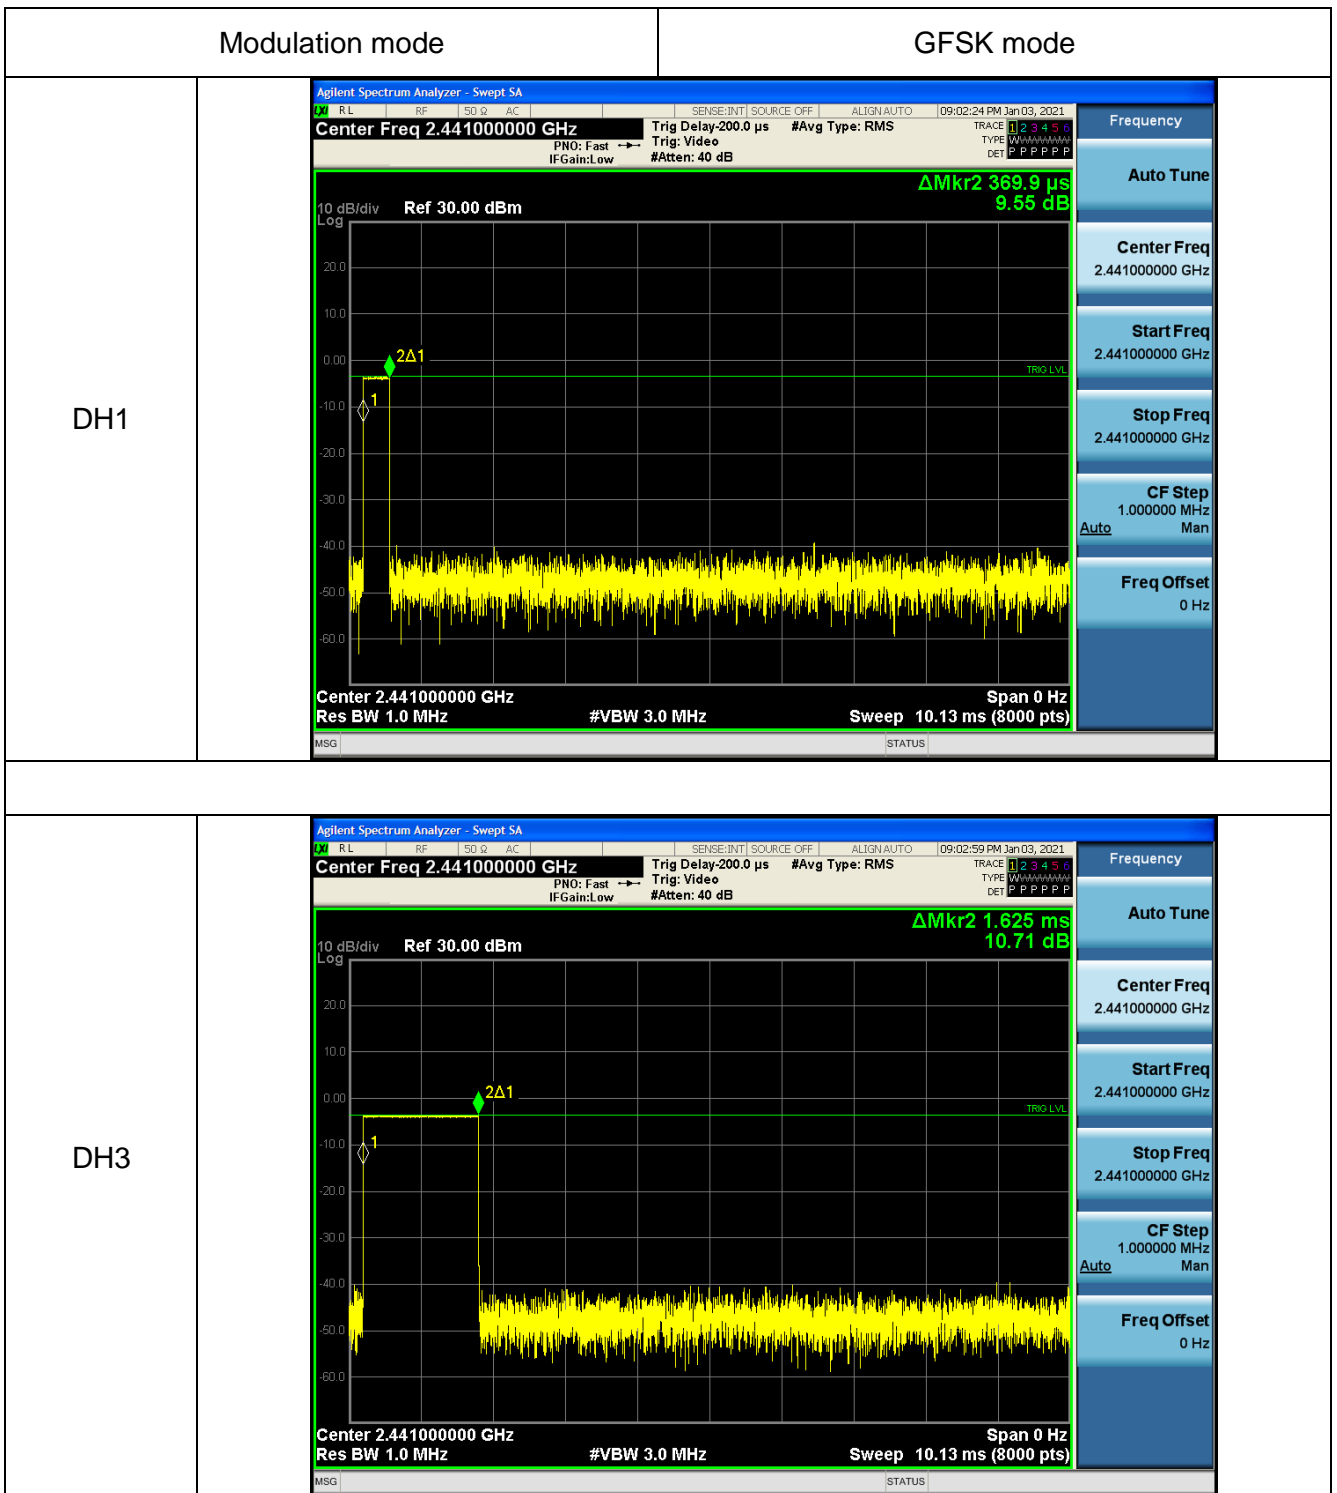 Modulation mode GFSK mode
DH1
Agilent Spectrum Analyzer - Swept SA
LXI RL RF 50 Ω AC SENSE:INT SOURCE OFF ALIGN AUTO 09:02:24 PM Jan 03, 2021
Center Freq 2.441000000 GHz Trig Delay-200.0 µs #Avg Type: RMS TRACE 1 2 3 4 5 6
PNO: Fast Trig: Video TYPE WWWWWW
IFGain:Low #Atten: 40 dB DET P P P P P P
Frequency
ΔMkr2 369.9 µs
10 dB/div Ref 30.00 dBm 9.55 dB
Log
20.0
10.0
0.00
-10.0
-20.0
-30.0
-40.0
-50.0
-60.0
2Δ1
TRIG LVL
1
Center 2.441000000 GHz Span 0 Hz
Res BW 1.0 MHz #VBW 3.0 MHz Sweep 10.13 ms (8000 pts)
MSG STATUS
Auto Tune
Center Freq
2.441000000 GHz
Start Freq
2.441000000 GHz
Stop Freq
2.441000000 GHz
CF Step
1.000000 MHz
Auto Man
Freq Offset
0 Hz
DH3
Agilent Spectrum Analyzer - Swept SA
LXI RL RF 50 Ω AC SENSE:INT SOURCE OFF ALIGN AUTO 09:02:59 PM Jan 03, 2021
Center Freq 2.441000000 GHz Trig Delay-200.0 µs #Avg Type: RMS TRACE 1 2 3 4 5 6
PNO: Fast Trig: Video TYPE WWWWWW
IFGain:Low #Atten: 40 dB DET P P P P P P
Frequency
ΔMkr2 1.625 ms
10 dB/div Ref 30.00 dBm 10.71 dB
Log
20.0
10.0
0.00
-10.0
-20.0
-30.0
-40.0
-50.0
-60.0
2Δ1
TRIG LVL
1
Center 2.441000000 GHz Span 0 Hz
Res BW 1.0 MHz #VBW 3.0 MHz Sweep 10.13 ms (8000 pts)
MSG STATUS
Auto Tune
Center Freq
2.441000000 GHz
Start Freq
2.441000000 GHz
Stop Freq
2.441000000 GHz
CF Step
1.000000 MHz
Auto Man
Freq Offset
0 Hz